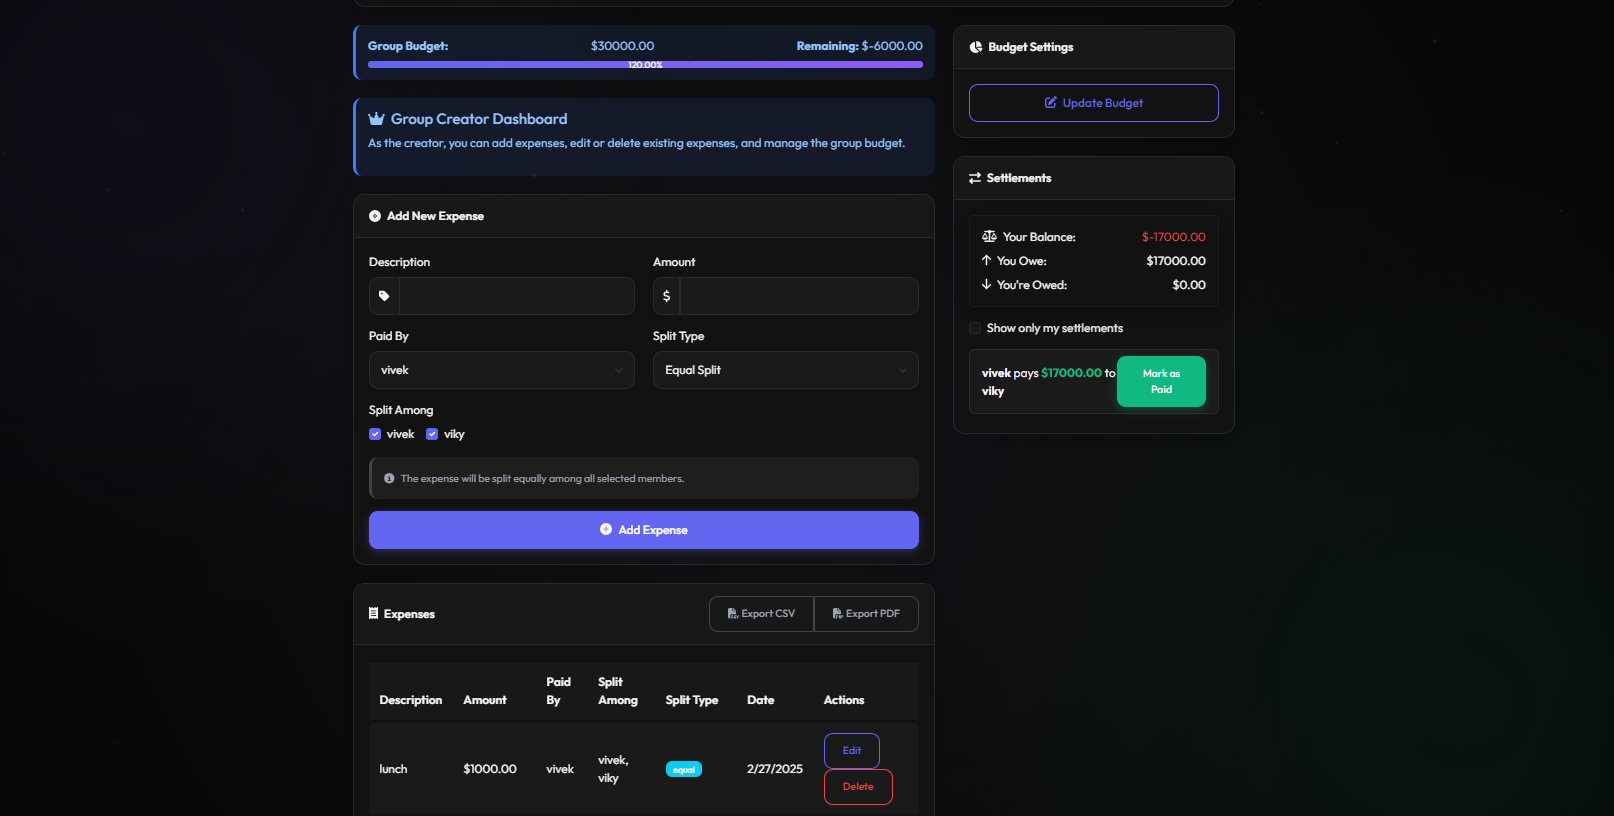 Group Budget: $30000.00 Remaining: $-6000.00
120.00%
Group Creator Dashboard
As the creator, you can add expenses, edit or delete existing expenses, and manage the group budget.
Add New Expense
Description Amount
$
Paid By Split Type
vivek Equal Split
Split Among
vivek viky
The expense will be split equally among all selected members.
Add Expense
Expenses Export CSV Export PDF
Description Amount Paid By Split Among Split Type Date Actions
lunch $1000.00 vivek vivek, viky equal 2/27/2025 Edit
Delete
Budget Settings
Update Budget
Settlements
Your Balance: $-17000.00
You Owe: $17000.00
You're Owed: $0.00
Show only my settlements
vivek pays $17000.00 to viky
Mark as Paid